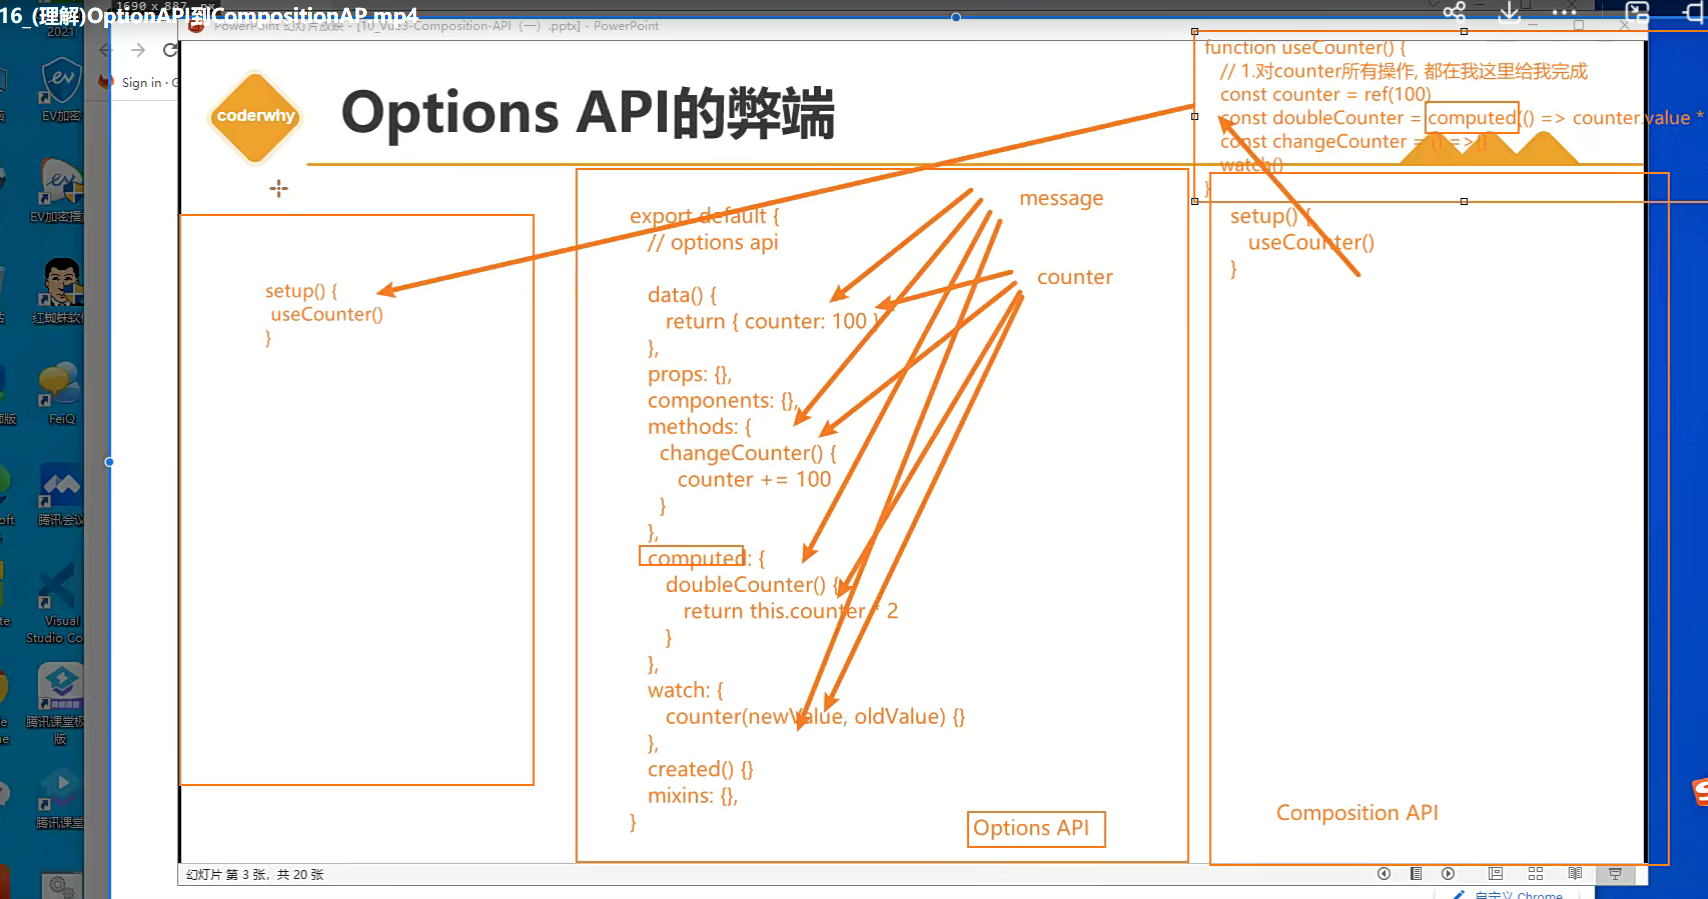 16_(理解)OptionAPI到CompositionAP.mp4
1690 x 887 px
2021
PowerPoint 幻灯片放映 - [10_Vue3-Composition-API（一）.pptx] - PowerPoint
Sign in · G
EV加密
EV加密播
红蜘蛛软件
FeiQ
腾讯会议
Visual
Studio Co
腾讯课堂极
版
腾讯课堂
coderwhy
Options API的弊端
function useCounter() {
// 1.对counter所有操作, 都在我这里给我完成
const counter = ref(100)
const doubleCounter = computed(() => counter.value *
const changeCounter = () => {}
watch()
}
setup() {
useCounter()
}
setup() {
useCounter()
}
message
counter
export default {
// options api
data() {
return { counter: 100 }
},
props: {},
components: {},
methods: {
changeCounter() {
counter += 100
}
},
computed: {
doubleCounter() {
return this.counter * 2
}
},
watch: {
counter(newValue, oldValue) {}
},
created() {}
mixins: {},
}
Options API
Composition API
幻灯片 第 3 张，共 20 张
自定义 Chrome